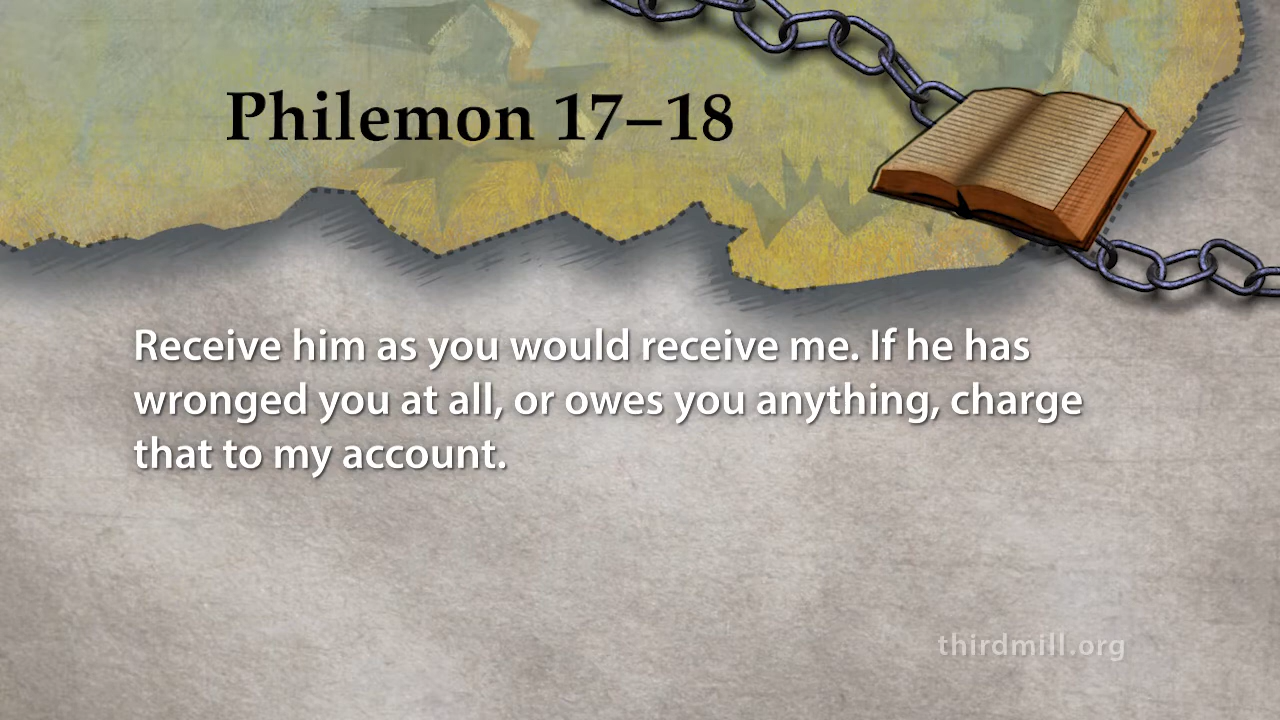 Philemon 17–18
Receive him as you would receive me. If he has
wronged you at all, or owes you anything, charge
that to my account.
thirdmill.org